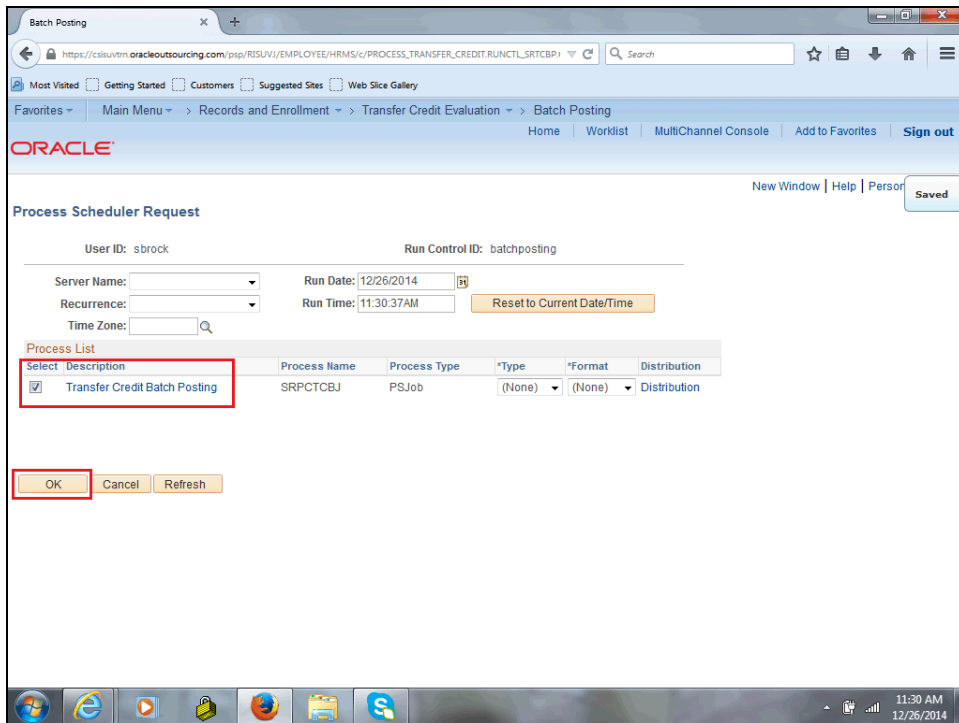 Batch Posting
https://csisuvtrn.oracleoutsourcing.com/psp/RISUVJ/EMPLOYEE/HRMS/c/PROCESS_TRANSFER_CREDIT.RUNCTL_SRTCBP.
Search
Most Visited Getting Started Customers Suggested Sites Web Slice Gallery
Favorites Main Menu > Records and Enrollment > Transfer Credit Evaluation > Batch Posting
Home Worklist MultiChannel Console Add to Favorites Sign out
ORACLE
New Window | Help | Person
Saved
Process Scheduler Request
User ID: sbrock Run Control ID: batchposting
Server Name: Run Date: 12/26/2014
Recurrence: Run Time: 11:30:37AM Reset to Current Date/Time
Time Zone:
Process List
Select Description Process Name Process Type *Type *Format Distribution
Transfer Credit Batch Posting SRPCTCBJ PSJob (None) (None) Distribution
OK Cancel Refresh
11:30 AM
12/26/2014